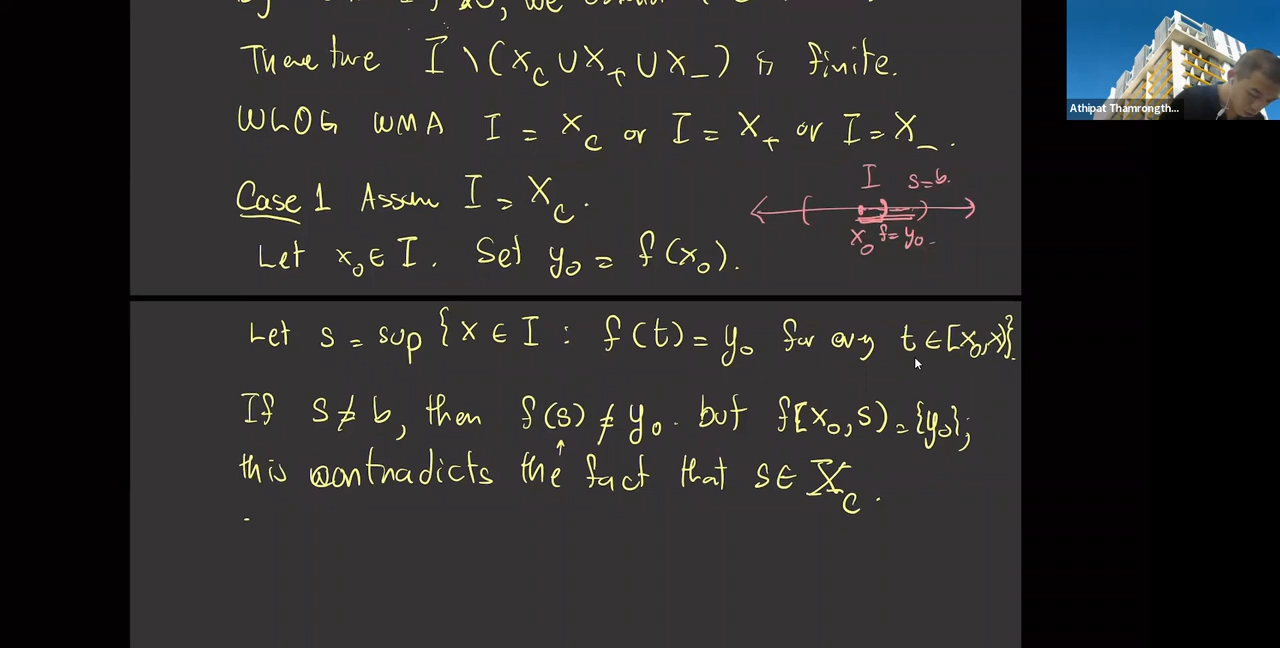 Therefore I \ (X_c ∪ X_+ ∪ X_-) is finite.
WLOG WMA I = X_c or I = X_+ or I = X_-.
Case 1 Assume I = X_c.
I s=b.
x_0 f=y_0
Let x_0 ∈ I. Set y_0 = f(x_0).
Let s = sup {x ∈ I : f(t) = y_0 for any t ∈ [x_0, x)}.
If s ≠ b, then f(s) ≠ y_0. but f[x_0, s) = {y_0};
this contradicts the fact that s ∈ X_c.
Athipat Thamrongth...